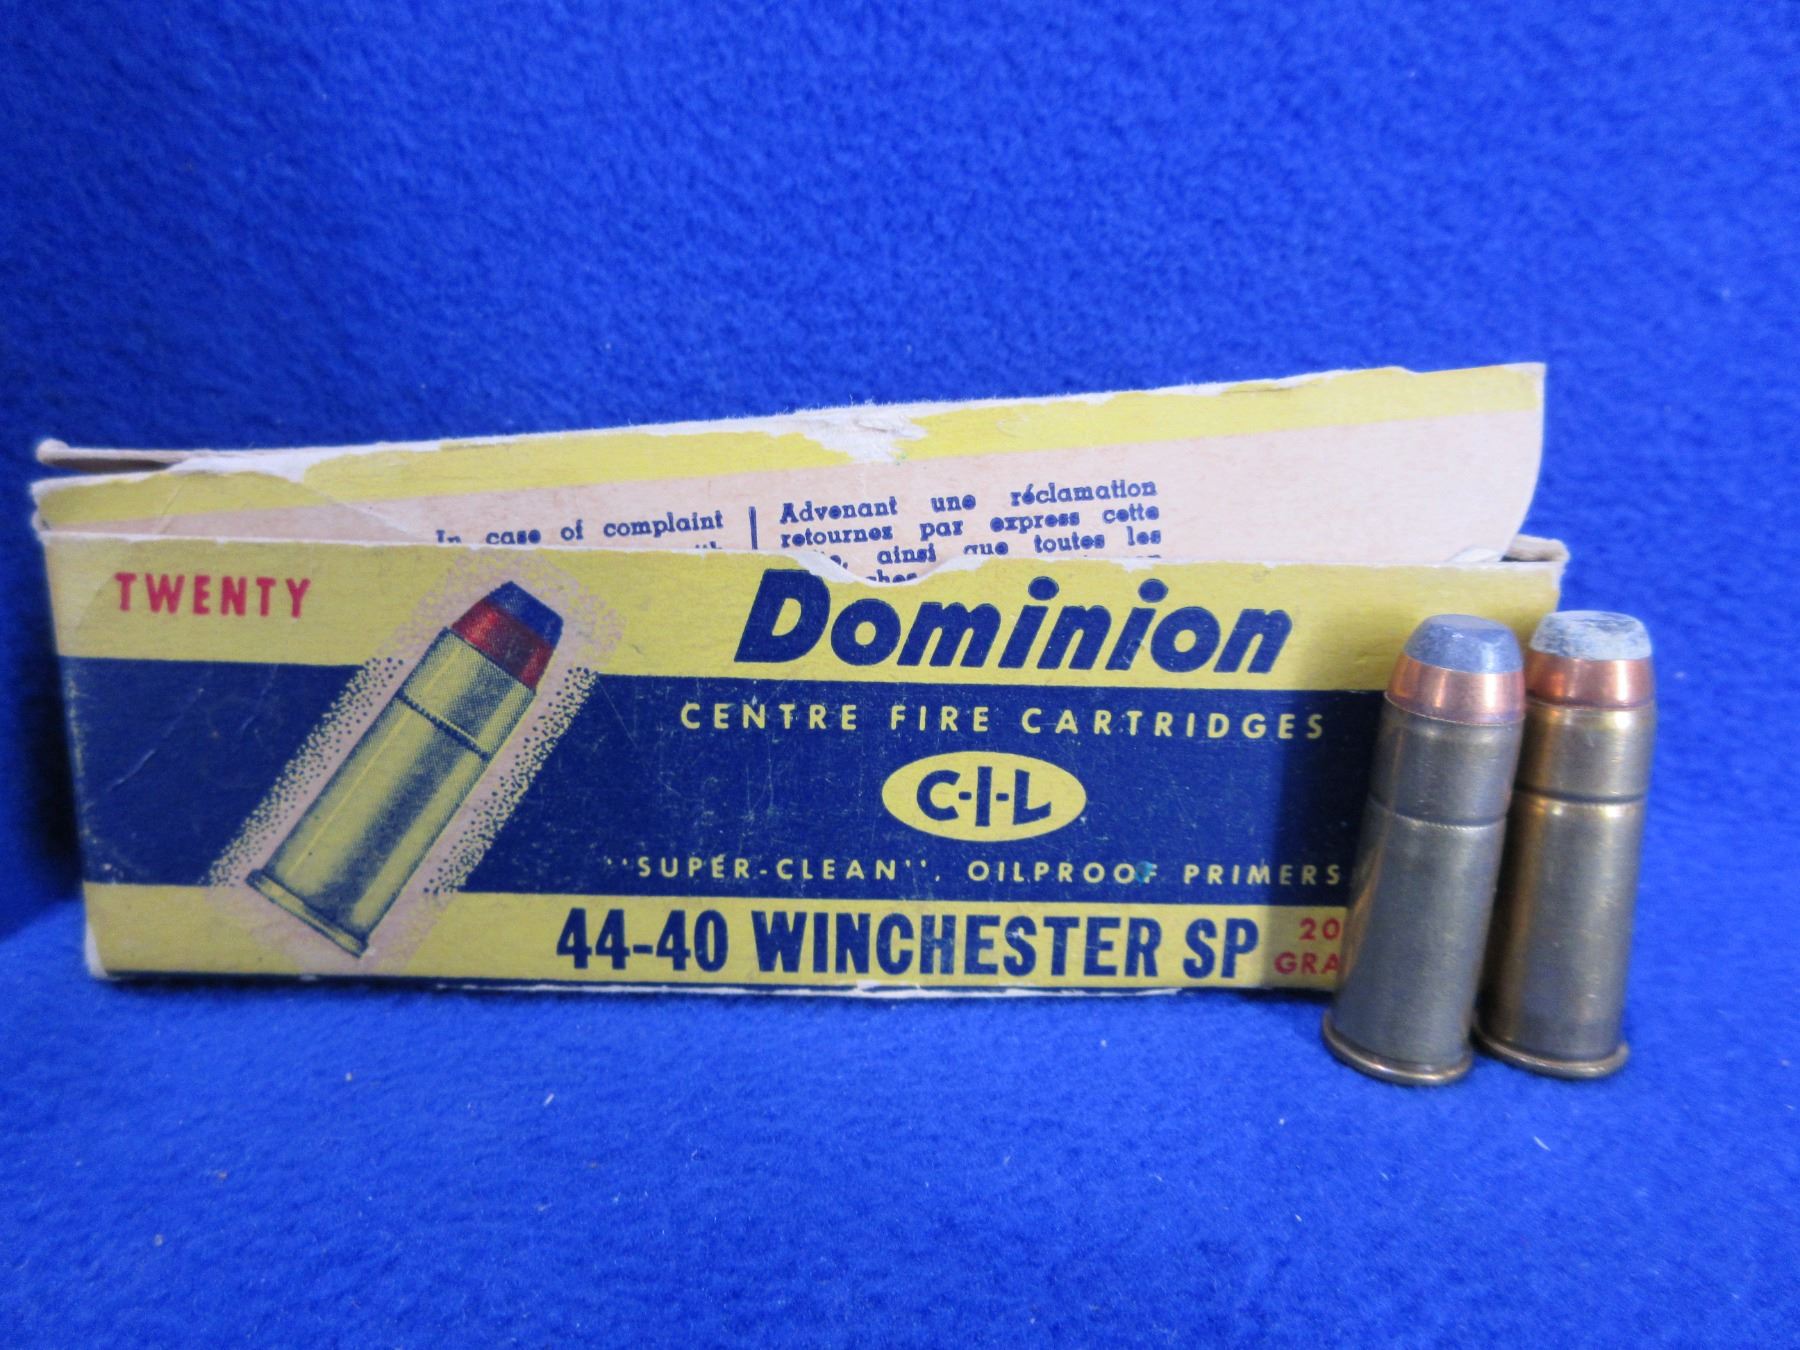 In case of complaint
Advenant une réclamation
retournez par express cette
ainsi que toutes les
TWENTY
Dominion
CENTRE FIRE CARTRIDGES
C-I-L
"SUPER-CLEAN", OILPROOF PRIMERS
44-40 WINCHESTER SP